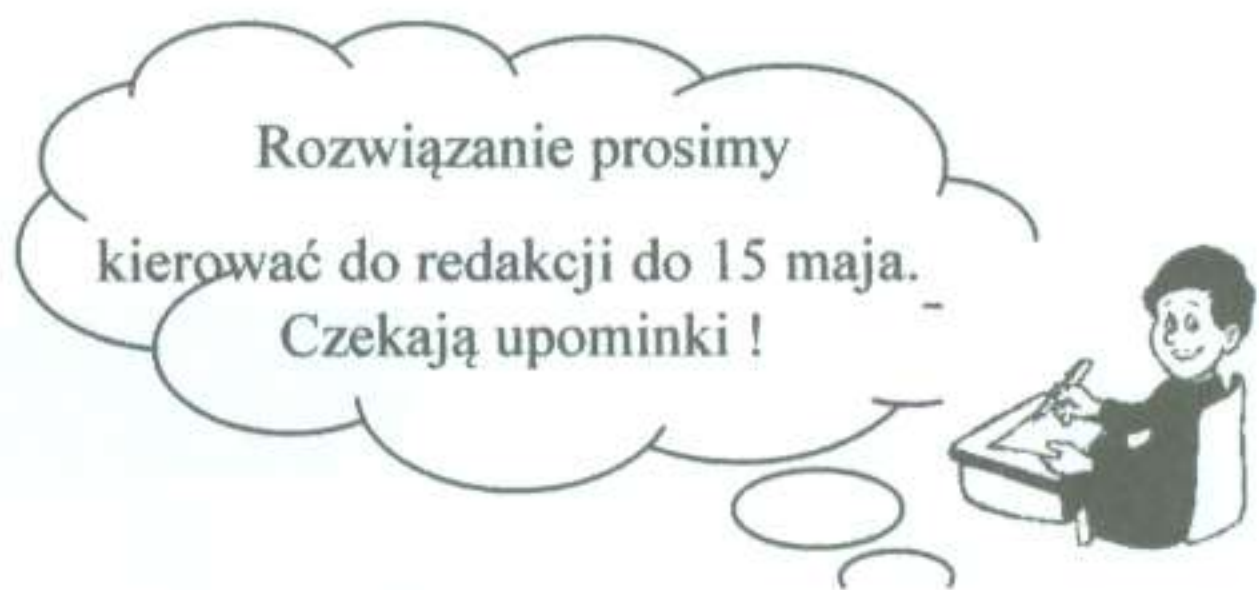 Rozwiązanie prosimy
kierować do redakcji do 15 maja.
Czekają upominki !